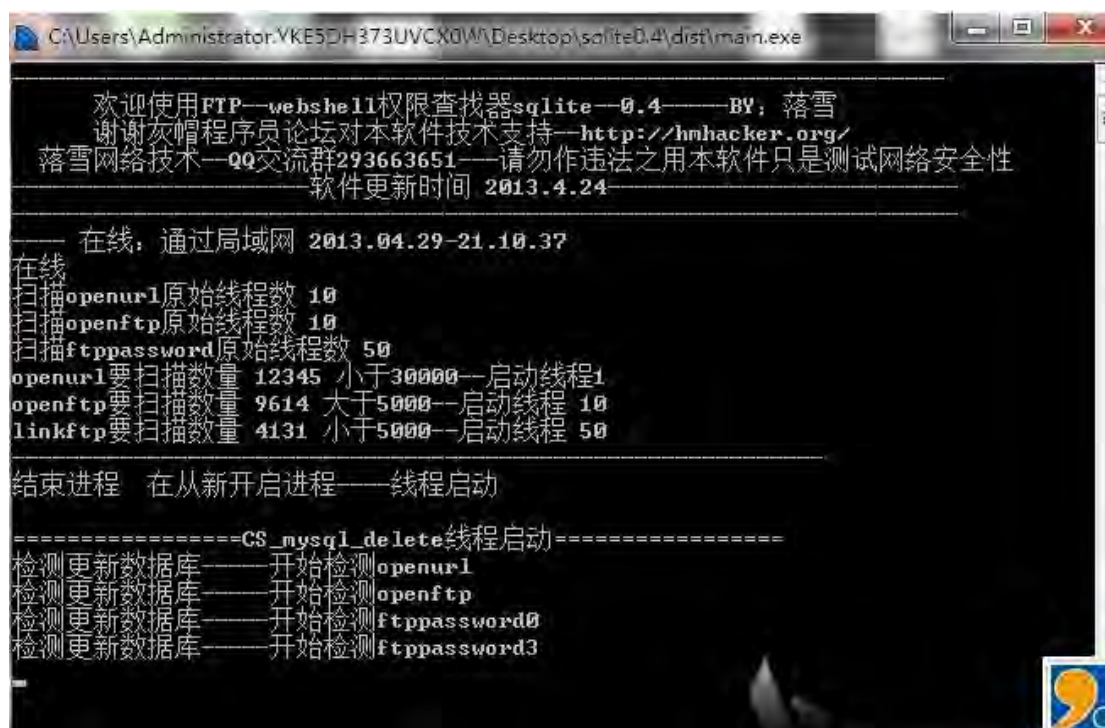 C:\Users\Administrator.YKE5DH373UVCX0W\Desktop\sqlite0.4\dist\main.exe
欢迎使用FTP--webshell权限查找器sqlite--0.4-----BY：落雪
谢谢灰帽程序员论坛对本软件技术支持--http://hmhacker.org/
落雪网络技术--QQ交流群293663651---请勿作违法之用本软件只是测试网络安全性
软件更新时间 2013.4.24
---- 在线：通过局域网 2013.04.29-21.10.37
在线
扫描openurl原始线程数 10
扫描openftp原始线程数 10
扫描ftppassword原始线程数 50
openurl要扫描数量 12345 小于30000--启动线程1
openftp要扫描数量 9614 大于5000--启动线程 10
linkftp要扫描数量 4131 小于5000--启动线程 50
结束进程 在从新开启进程----线程启动
=================CS_mysql_delete线程启动=================
检测更新数据库-----开始检测openurl
检测更新数据库-----开始检测openftp
检测更新数据库-----开始检测ftppassword0
检测更新数据库-----开始检测ftppassword3